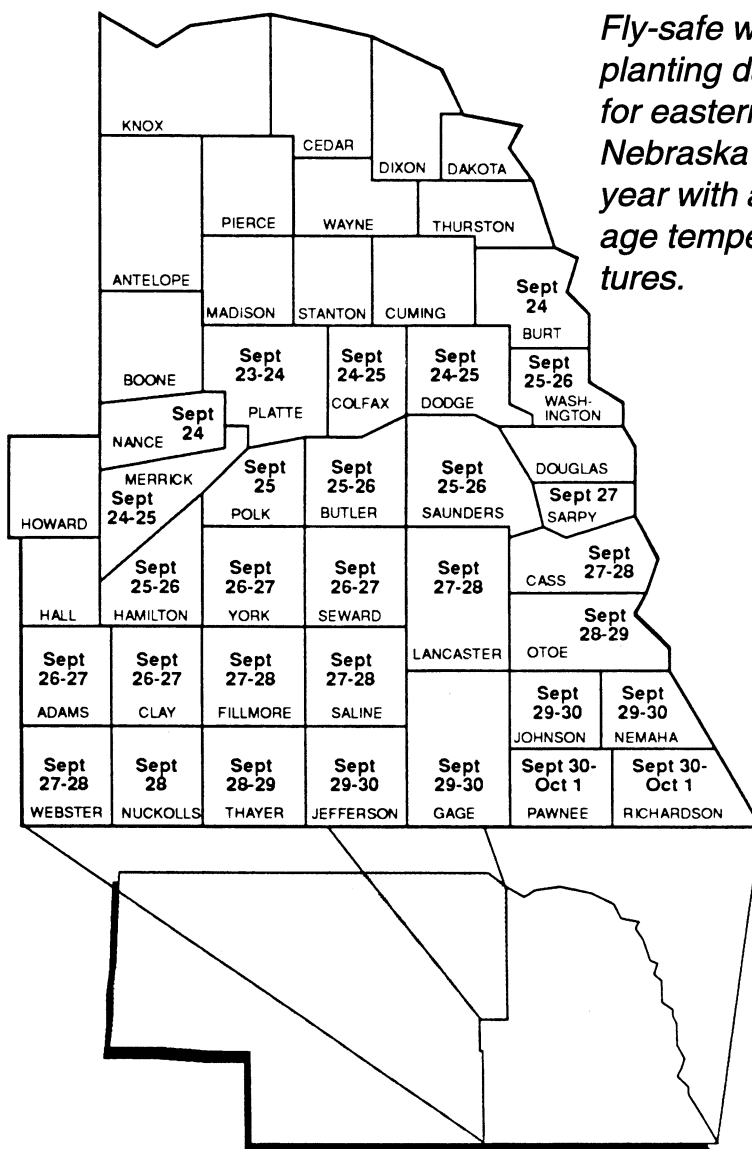 Fly-safe w
planting da
for eastern
Nebraska
year with a
age tempe
tures.
KNOX
CEDAR
DIXON
DAKOTA
PIERCE
WAYNE
THURSTON
ANTELOPE
MADISON
STANTON
CUMING
Sept
24
BURT
BOONE
Sept
23-24
PLATTE
Sept
24-25
COLFAX
Sept
24-25
DODGE
Sept
25-26
WASH-
INGTON
Sept
24
NANCE
MERRICK
Sept
24-25
HOWARD
Sept
25
POLK
Sept
25-26
BUTLER
Sept
25-26
SAUNDERS
DOUGLAS
Sept 27
SARPY
HALL
Sept
25-26
HAMILTON
Sept
26-27
YORK
Sept
26-27
SEWARD
Sept
27-28
LANCASTER
Sept
27-28
CASS
Sept
28-29
OTOE
Sept
26-27
ADAMS
Sept
26-27
CLAY
Sept
27-28
FILLMORE
Sept
27-28
SALINE
Sept
29-30
JOHNSON
Sept
29-30
NEMAHA
Sept
27-28
WEBSTER
Sept
28
NUCKOLLS
Sept
28-29
THAYER
Sept
29-30
JEFFERSON
Sept
29-30
GAGE
Sept 30-
Oct 1
PAWNEE
Sept 30-
Oct 1
RICHARDSON